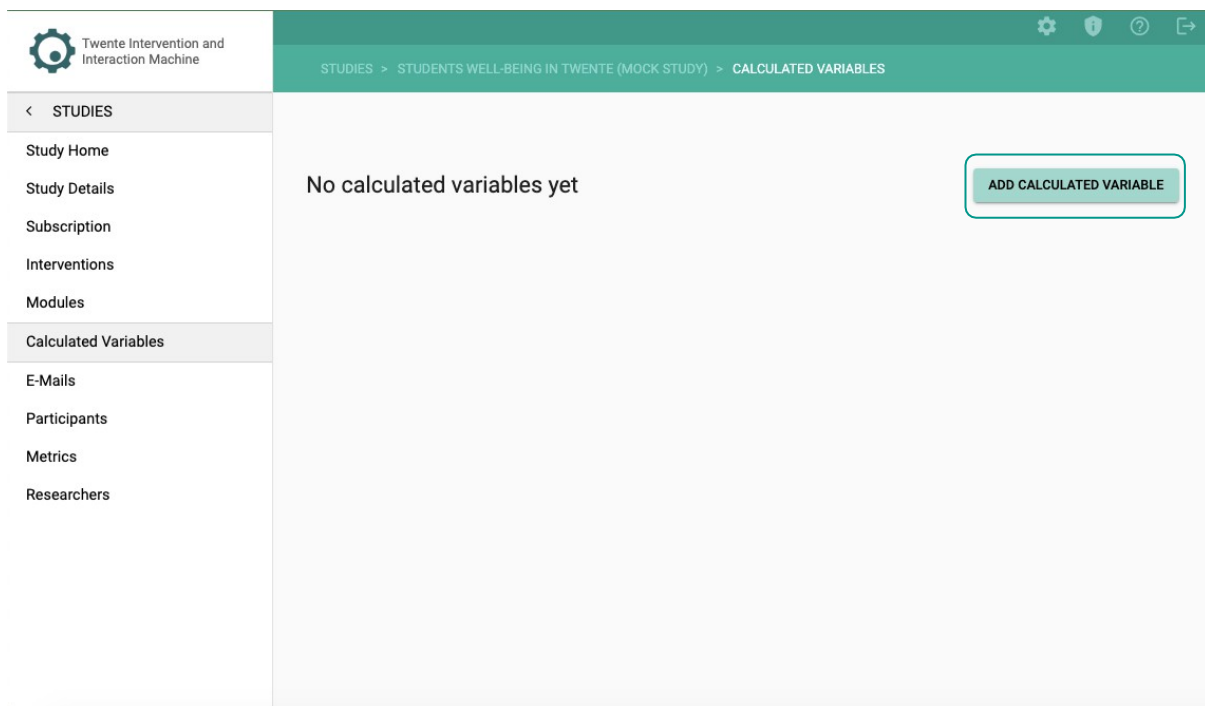 Twente Intervention and
Interaction Machine
STUDIES > STUDENTS WELL-BEING IN TWENTE (MOCK STUDY) > CALCULATED VARIABLES
< STUDIES
Study Home
Study Details
Subscription
Interventions
Modules
Calculated Variables
E-Mails
Participants
Metrics
Researchers
No calculated variables yet
ADD CALCULATED VARIABLE